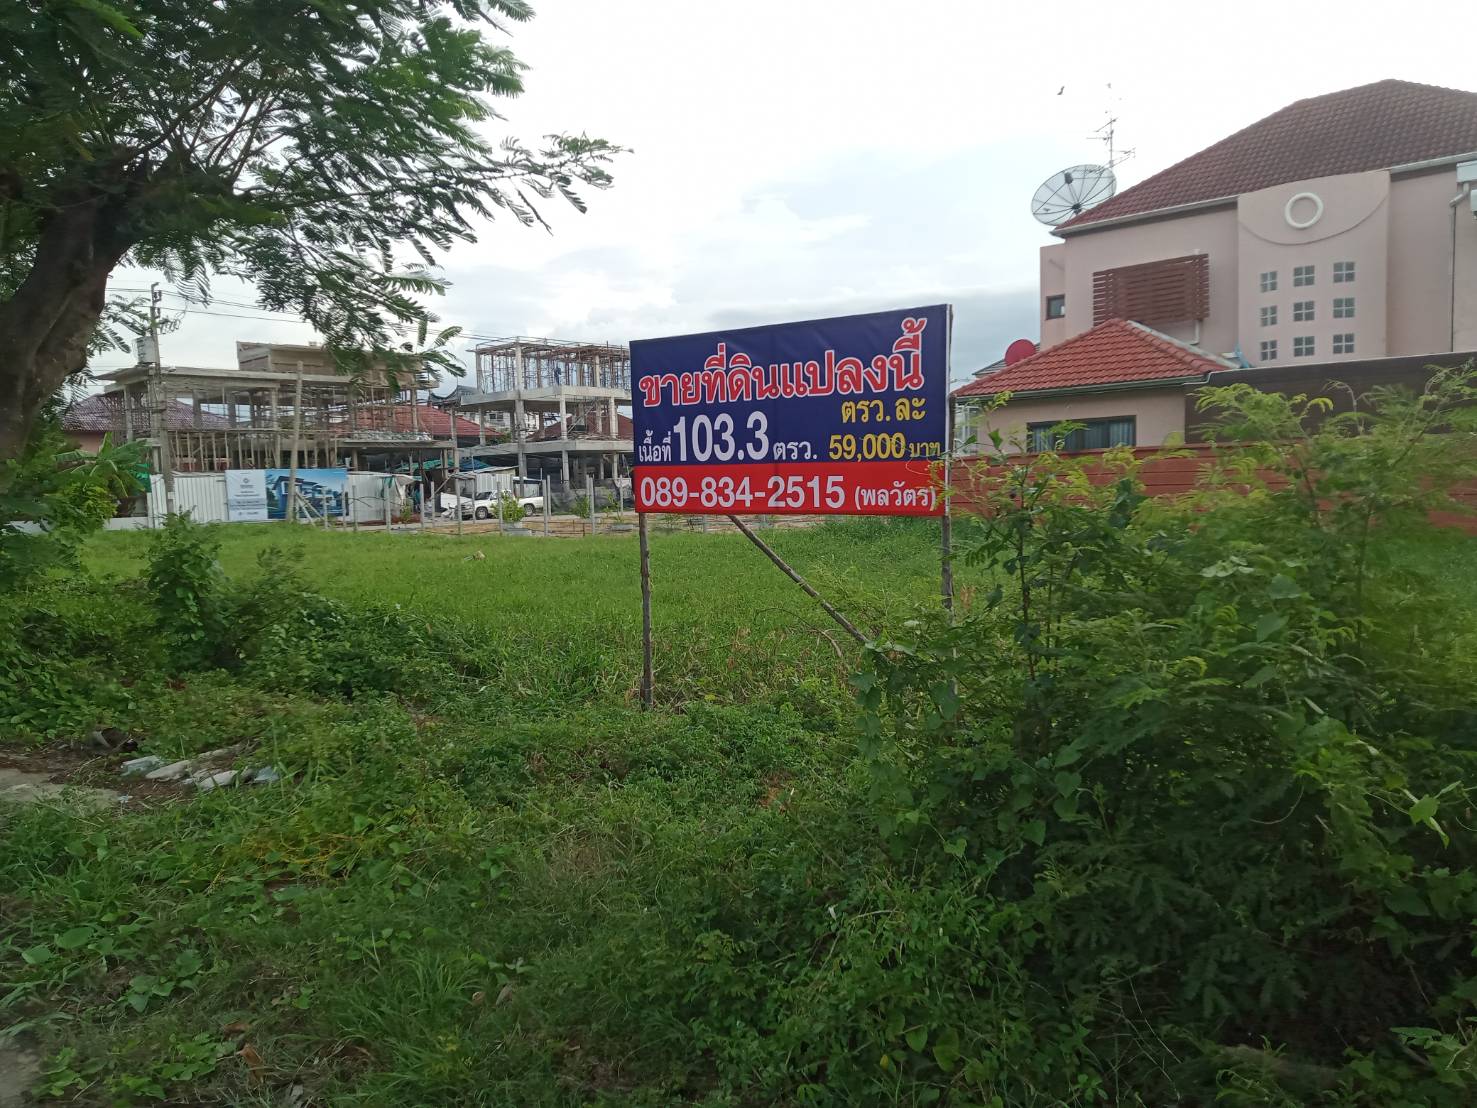 ขายที่ดินแปลงนี้
เนื้อที่ 103.3 ตรว.
ตรว. ละ
59,000 บาท
089-834-2515 (พลวัตร)